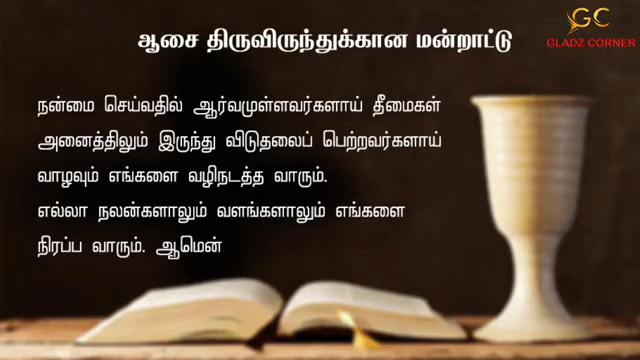 GC
GLADZ CORNER
ஆசை திருவிருந்துக்கான மன்றாட்டு
நன்மை செய்வதில் ஆர்வமுள்ளவர்களாய் தீமைகள்
அனைத்திலும் இருந்து விடுதலைப் பெற்றவர்களாய்
வாழவும் எங்களை வழிநடத்த வாரும்.
எல்லா நலன்களாலும் வளங்களாலும் எங்களை
நிரப்ப வாரும். ஆமென்